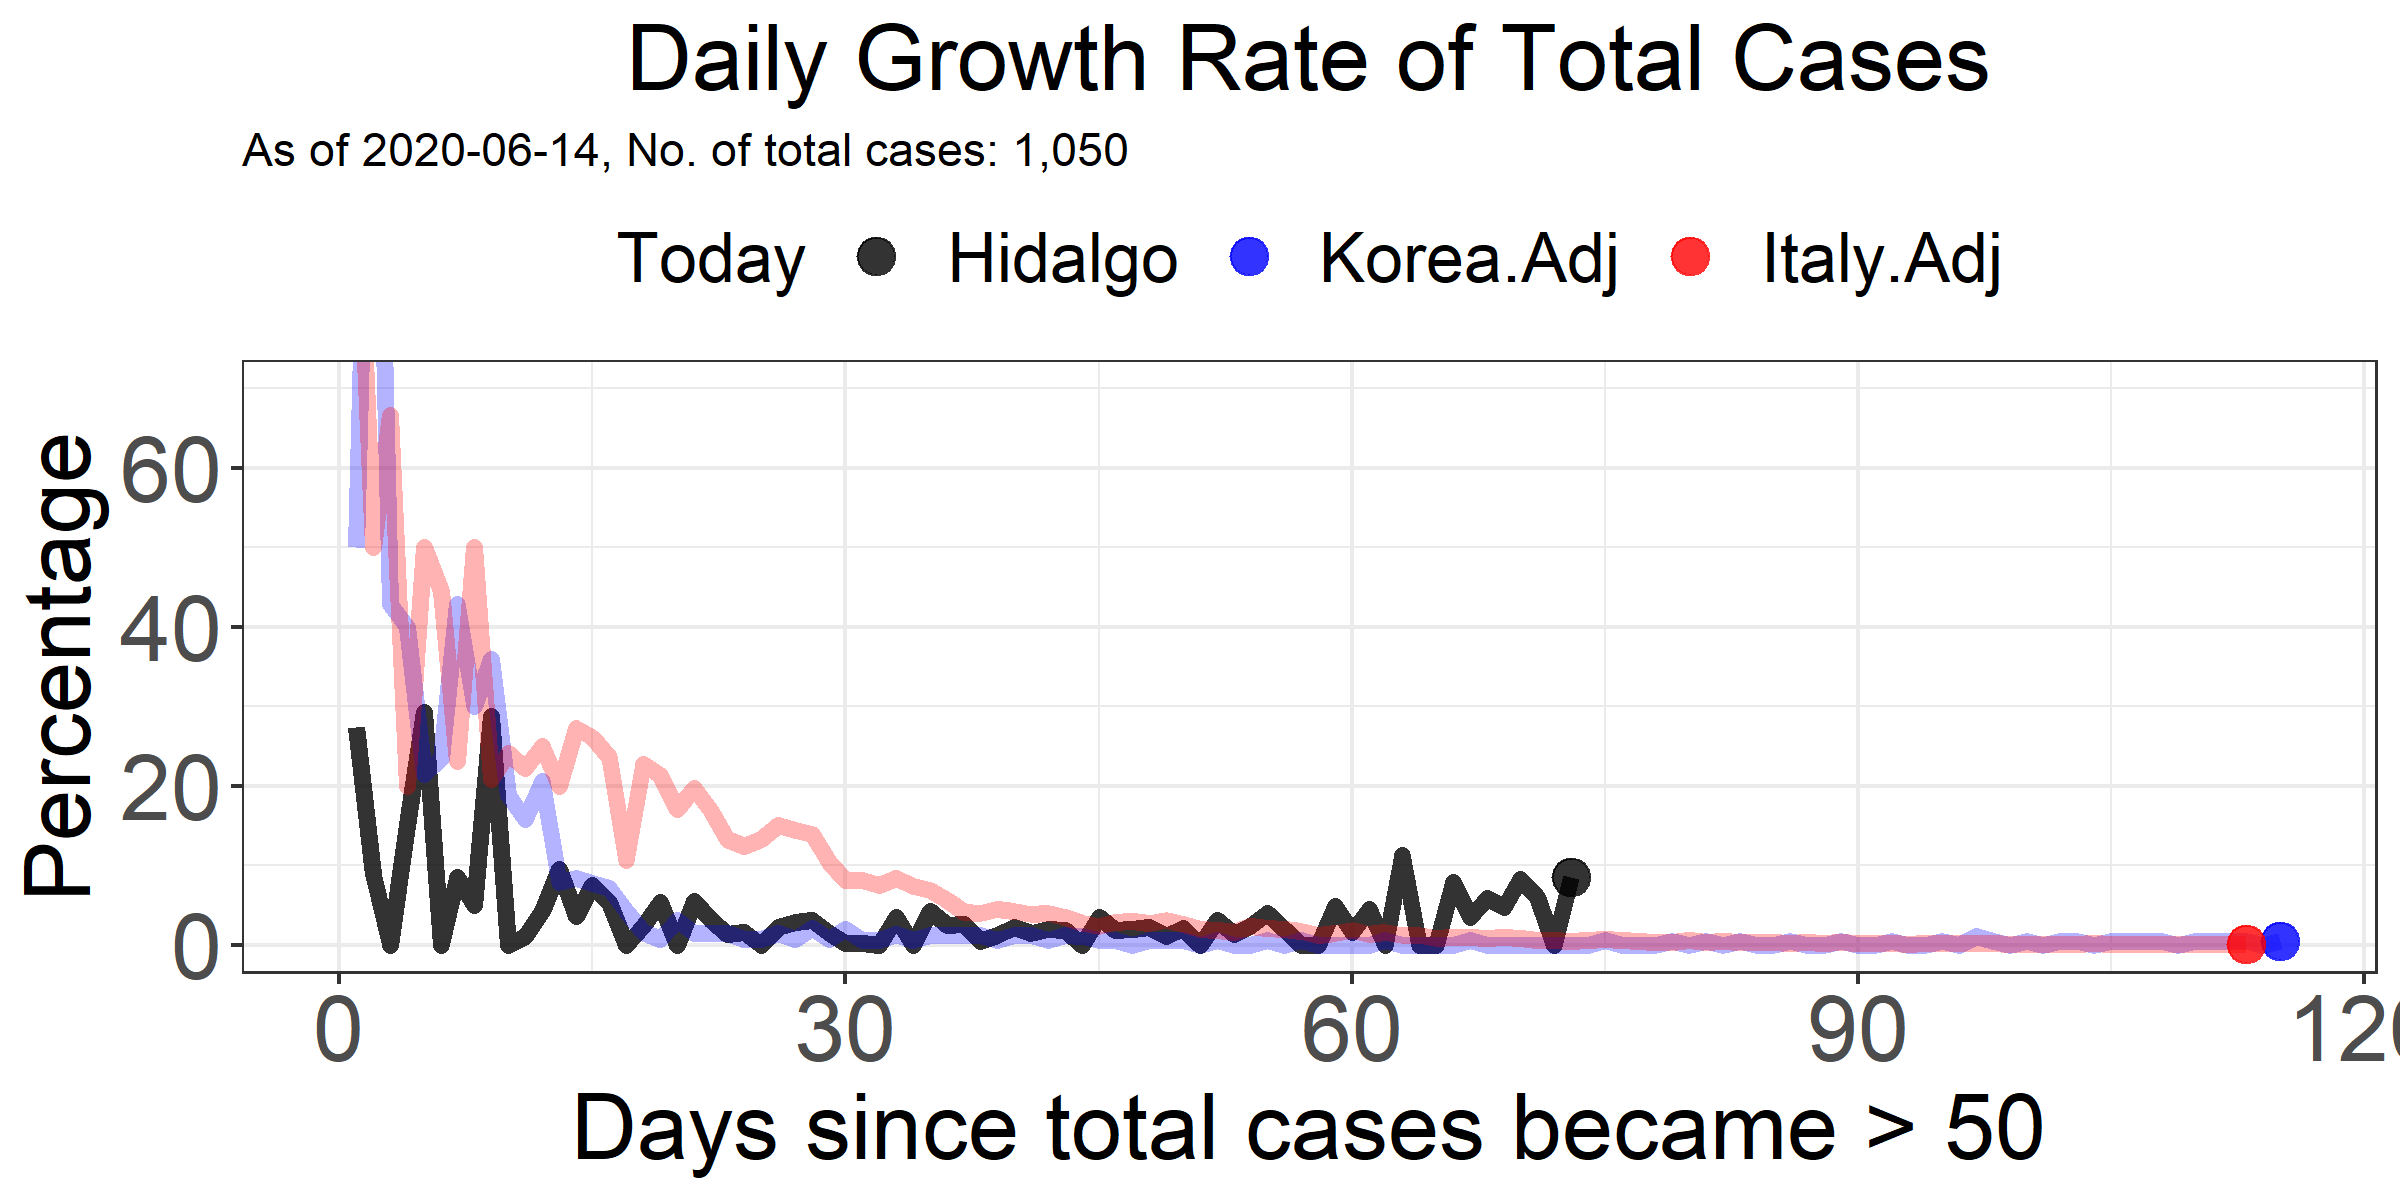 Daily Growth Rate of Total Cases
As of 2020-06-14, No. of total cases: 1,050
Today Hidalgo Korea.Adj Italy.Adj
Percentage
60
40
20
0
0 30 60 90 120
Days since total cases became > 50